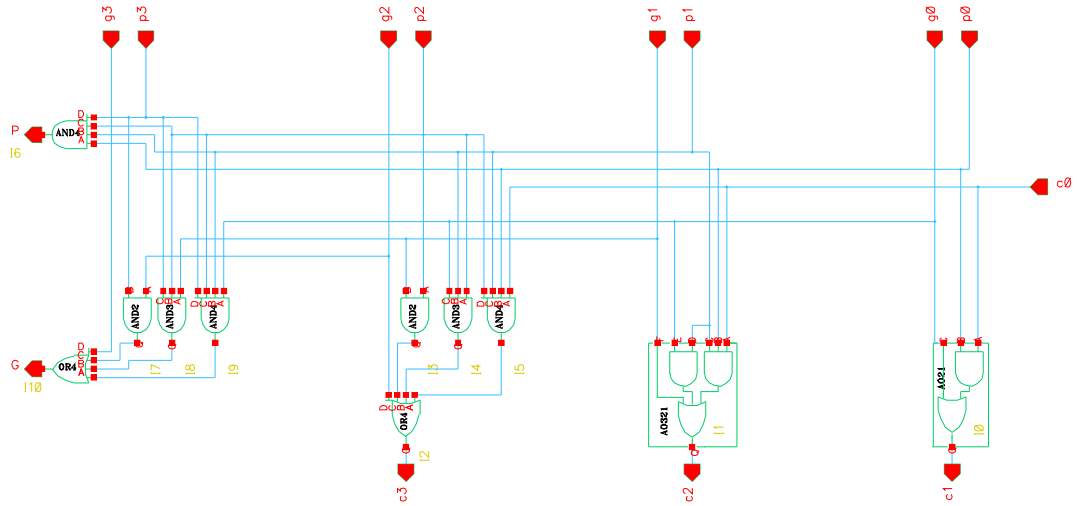 g3 p3 g2 p2 g1 p1 g0 p0
P D C B A AND4
I6
c0
B A C B A D C B A B A C B A D C B A
AND2 AND3 AND4 AND2 AND3 AND4
G D C B A OR4
I10 I7 I8 I9 I3 I4 I5
D C B A OR4 I2
AO321 I1
AO21 I0
c3 c2 c1